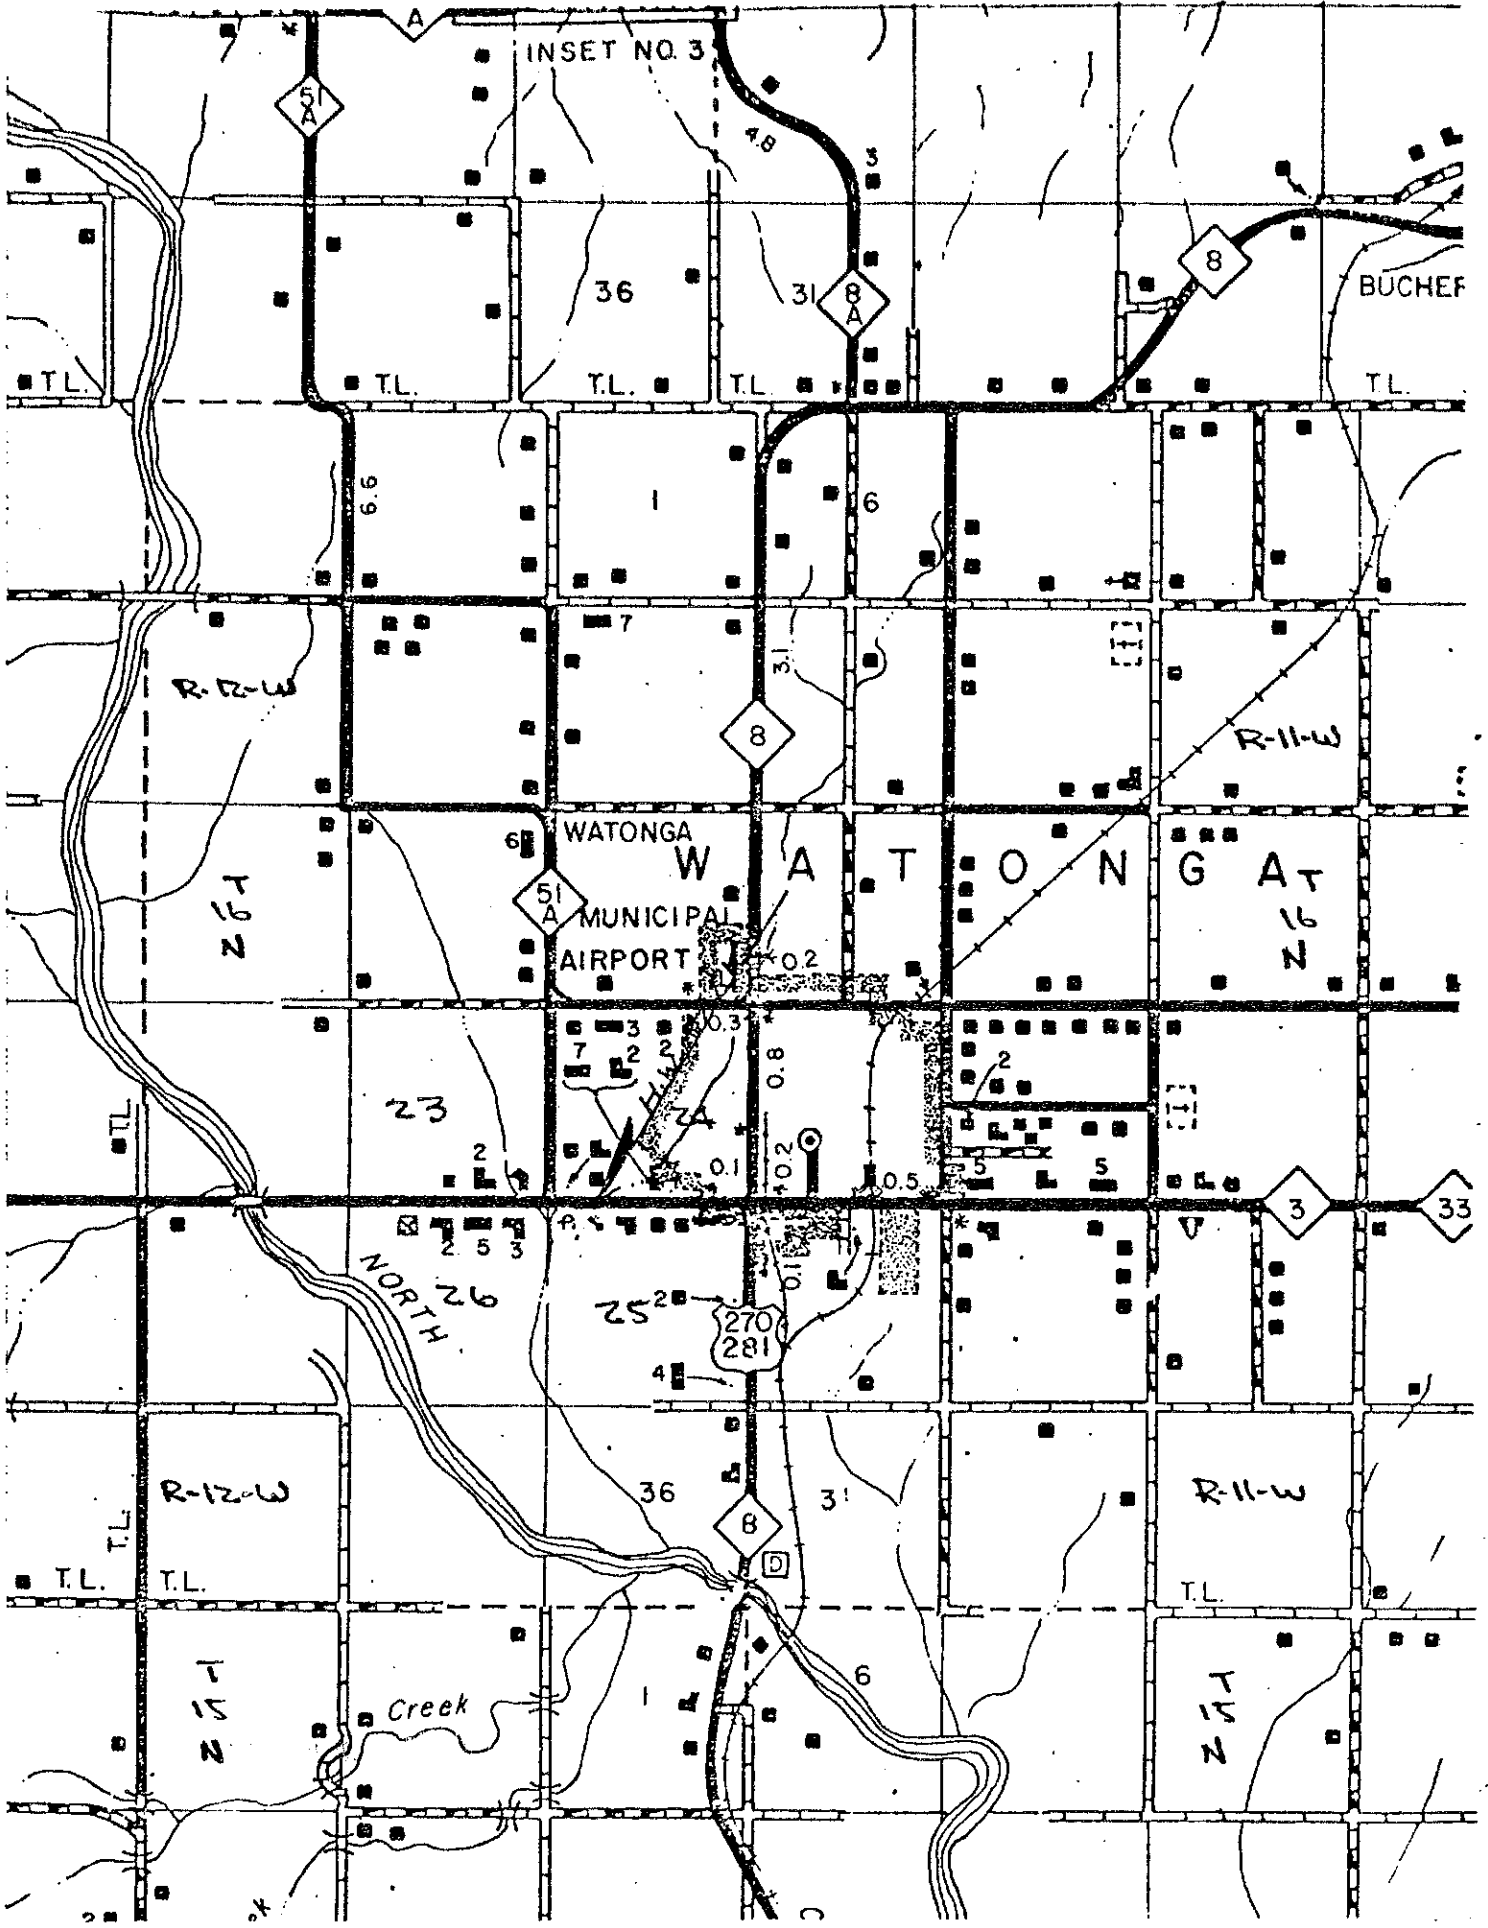 A
INSET NO. 3
51
A
4.8
3
8
36
31
8
A
BUCHER
T.L.
T.L.
T.L.
T.L.
T.L.
6.6
1
6
7
3.1
R-12-W
8
R-11-W
WATONGA
6
W A T O N G A
51
A
MUNICIPAL
AIRPORT
T
16
N
T
16
N
0.2
0.3
3
7
2
2
0.8
2
23
24
T.L.
2
0.1
0.2
0.5
5
5
3
33
2
5
3
NORTH
26
25
2
0.1
270
281
4
R-12-W
36
31
R-11-W
8
T.L.
D
T.L.
T.L.
T.L.
6
1
T
15
N
Creek
T
15
N